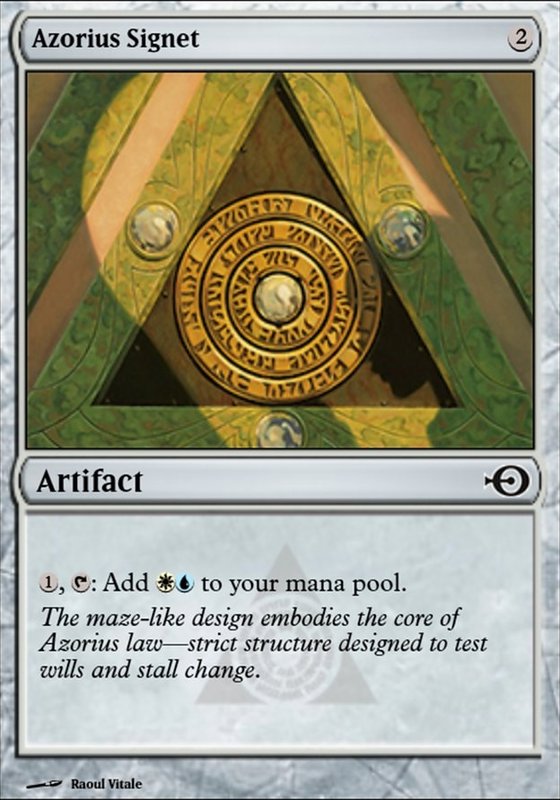 Azorius Signet 2
Artifact
1, T: Add to your mana pool.
The maze-like design embodies the core of
Azorius law—strict structure designed to test
wills and stall change.
Raoul Vitale